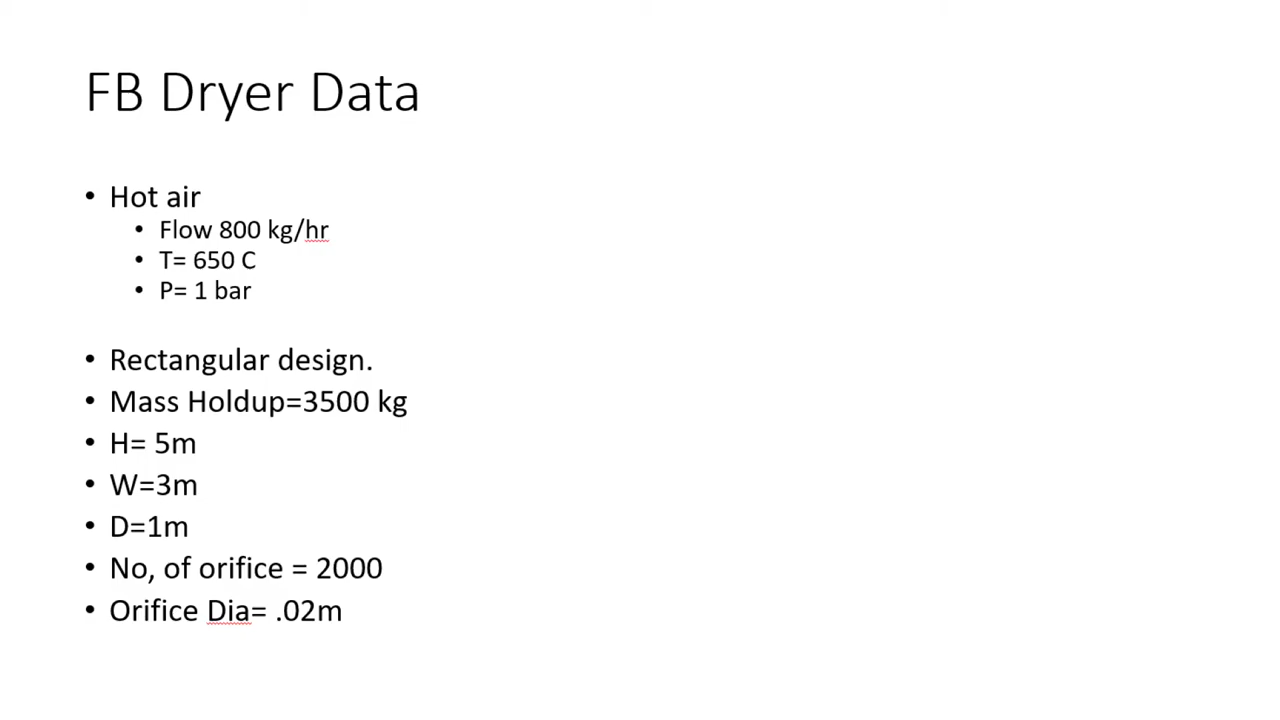 FB Dryer Data
• Hot air
• Flow 800 kg/hr
• T= 650 C
• P= 1 bar
• Rectangular design.
• Mass Holdup=3500 kg
• H= 5m
• W=3m
• D=1m
• No, of orifice = 2000
• Orifice Dia= .02m